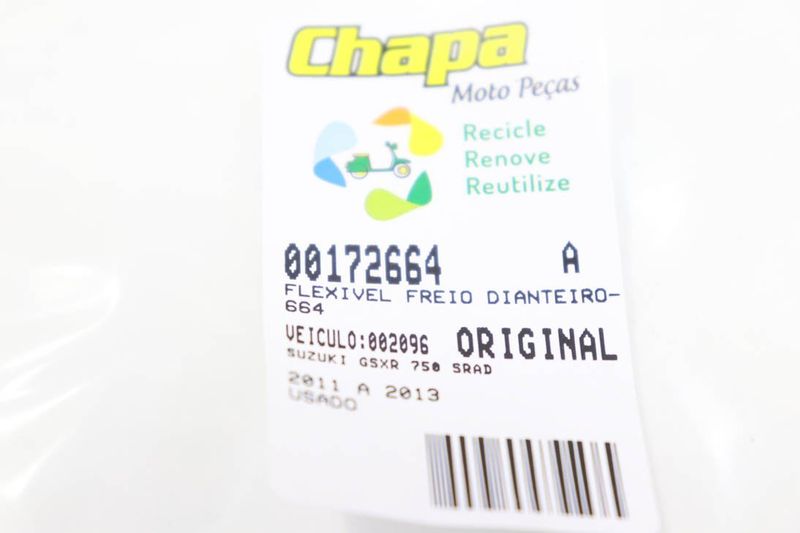 Chapa
Moto Peças
Recicle
Renove
Reutilize
00172664 A
FLEXIVEL FREIO DIANTEIRO-
664
VEICULO:002096 ORIGINAL
SUZUKI GSXR 750 SRAD
2011 A 2013
USADO